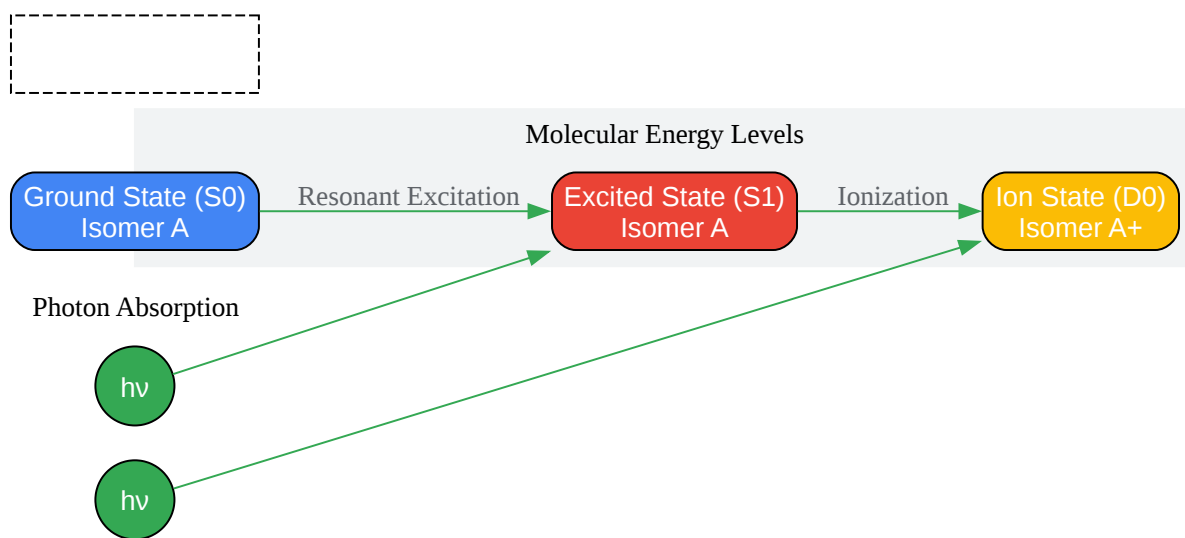 Molecular Energy Levels
Ground State (S0)
Isomer A
Resonant Excitation
Excited State (S1)
Isomer A
Ionization
Ion State (D0)
Isomer A+
Photon Absorption
hν
hν